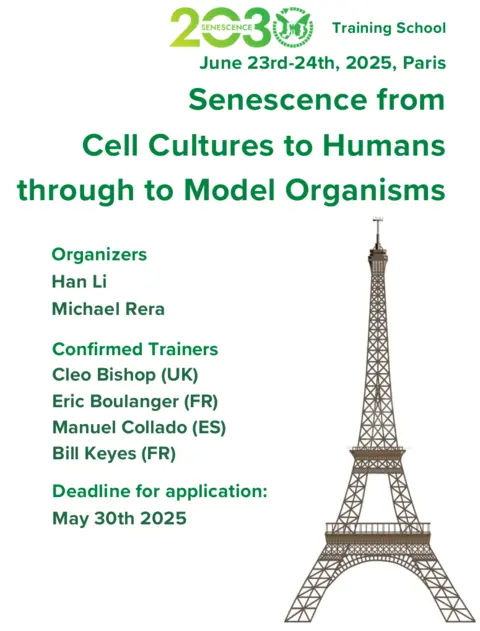 2030
SENESCENCE
Training School
June 23rd-24th, 2025, Paris
Senescence from
Cell Cultures to Humans
through to Model Organisms
Organizers
Han Li
Michael Rera
Confirmed Trainers
Cleo Bishop (UK)
Eric Boulanger (FR)
Manuel Collado (ES)
Bill Keyes (FR)
Deadline for application:
May 30th 2025